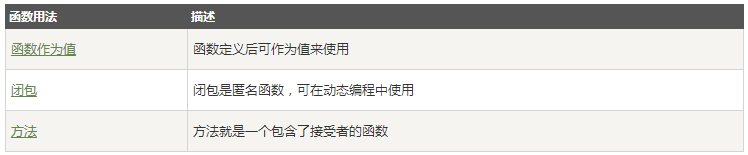 函数用法 描述
函数作为值 函数定义后可作为值来使用
闭包 闭包是匿名函数，可在动态编程中使用
方法 方法就是一个包含了接受者的函数